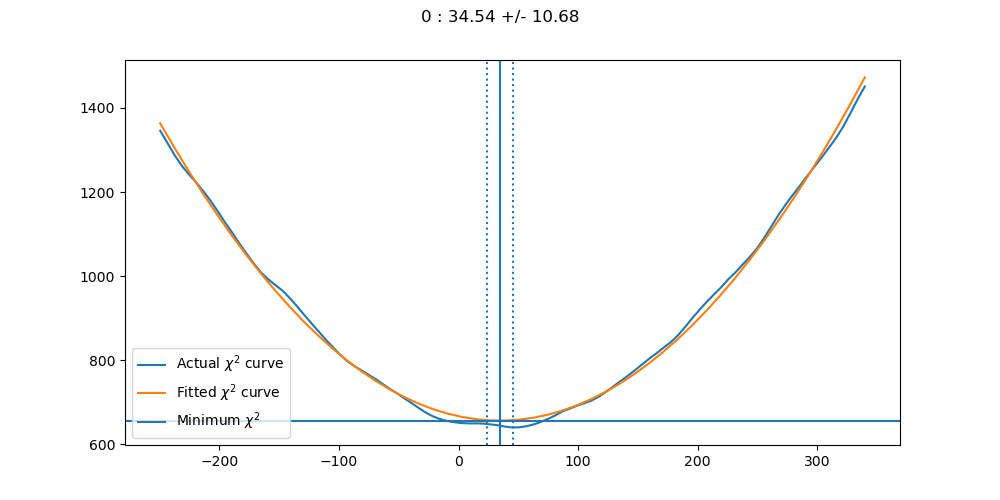 0 : 34.54 +/- 10.68
1400
1200
1000
800
600
Actual χ² curve
Fitted χ² curve
Minimum χ²
−200 −100 0 100 200 300